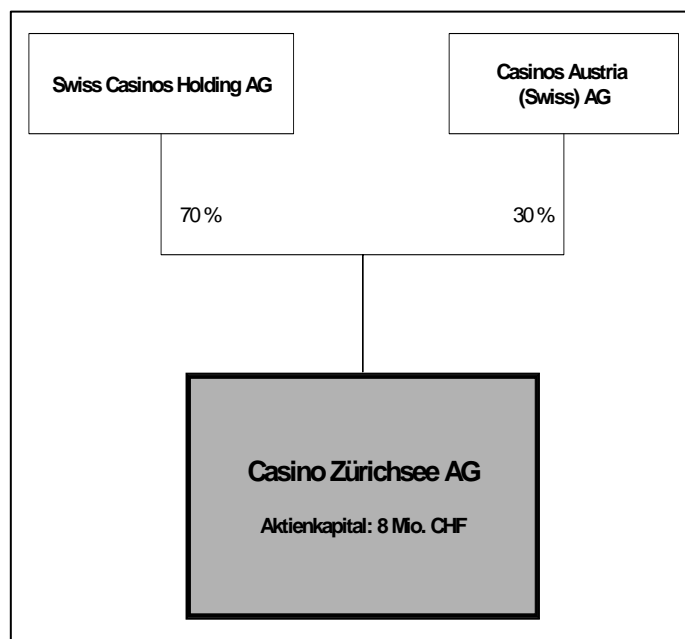 Swiss Casinos Holding AG
Casinos Austria
(Swiss) AG
70 %
30 %
Casino Zürichsee AG
Aktienkapital: 8 Mio. CHF